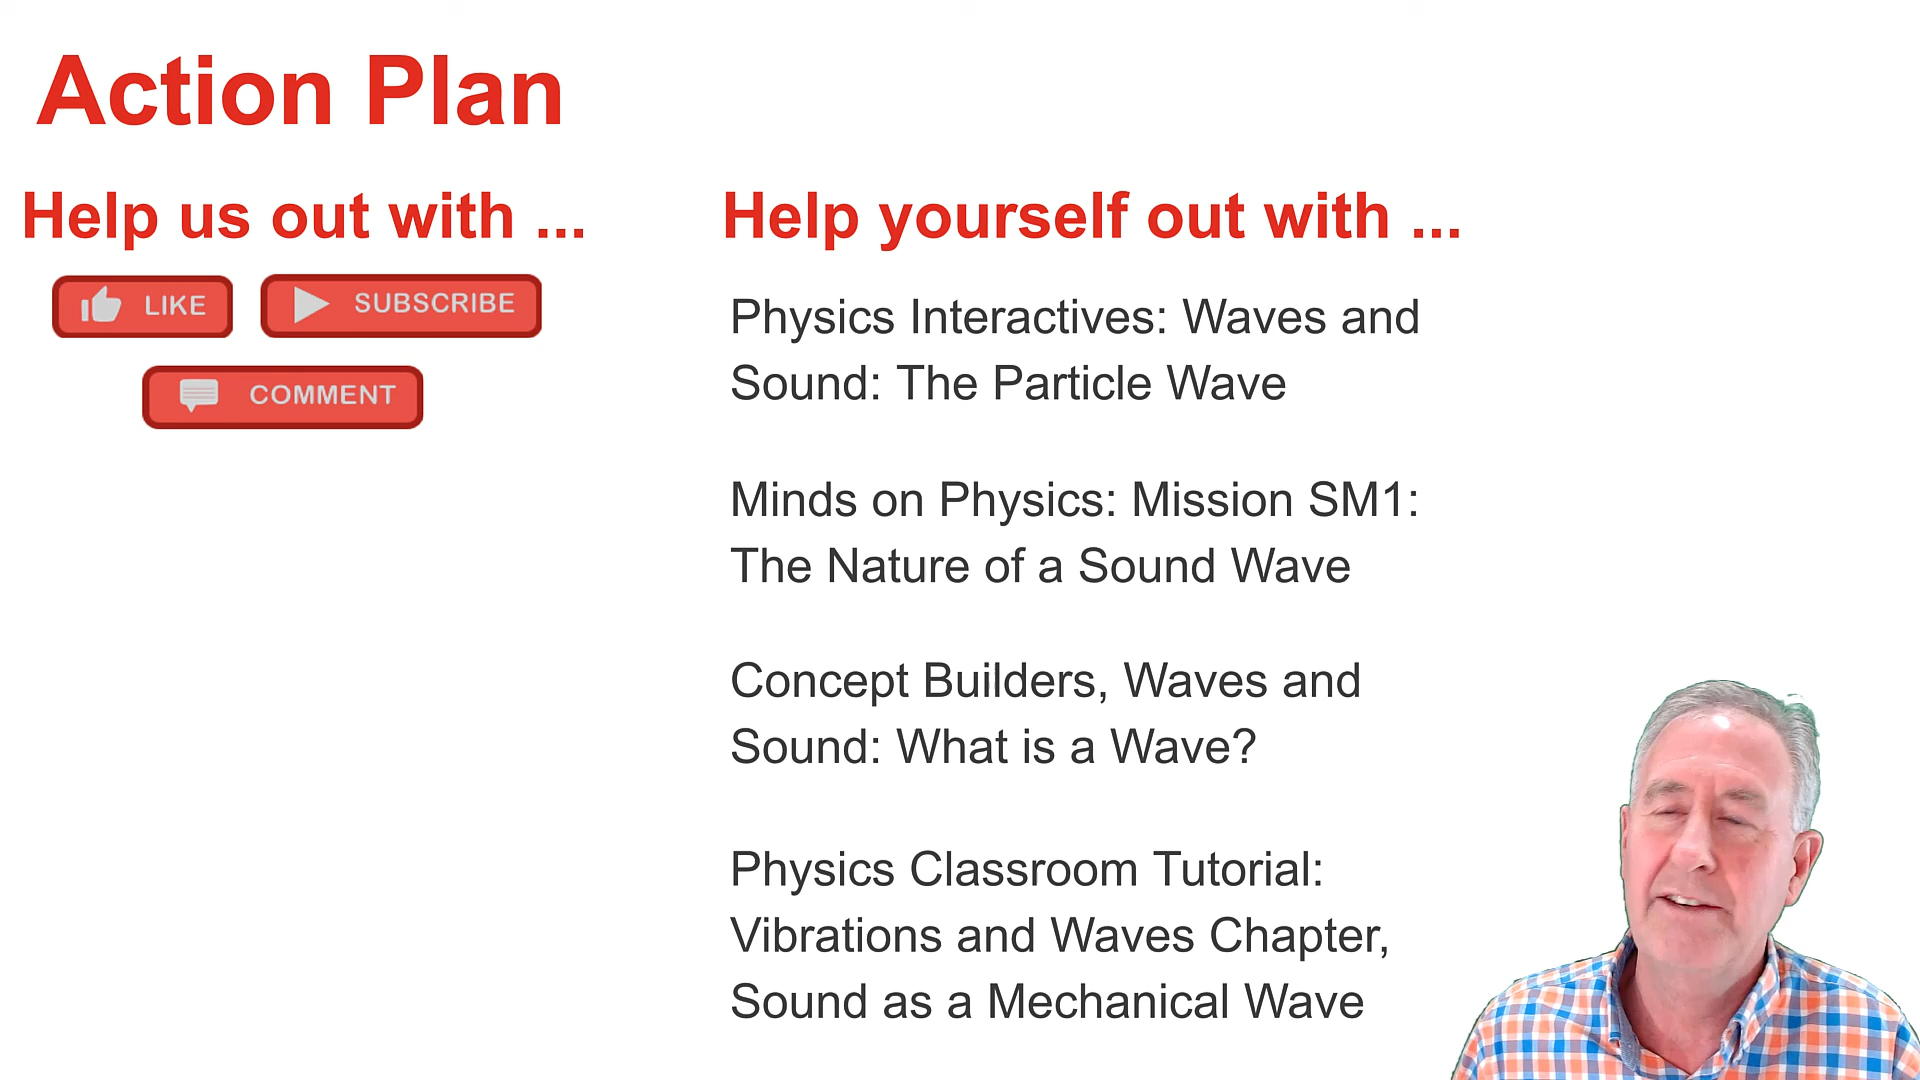 Action Plan
Help us out with ...
LIKE
SUBSCRIBE
COMMENT
Help yourself out with ...
Physics Interactives: Waves and
Sound: The Particle Wave
Minds on Physics: Mission SM1:
The Nature of a Sound Wave
Concept Builders, Waves and
Sound: What is a Wave?
Physics Classroom Tutorial:
Vibrations and Waves Chapter,
Sound as a Mechanical Wave